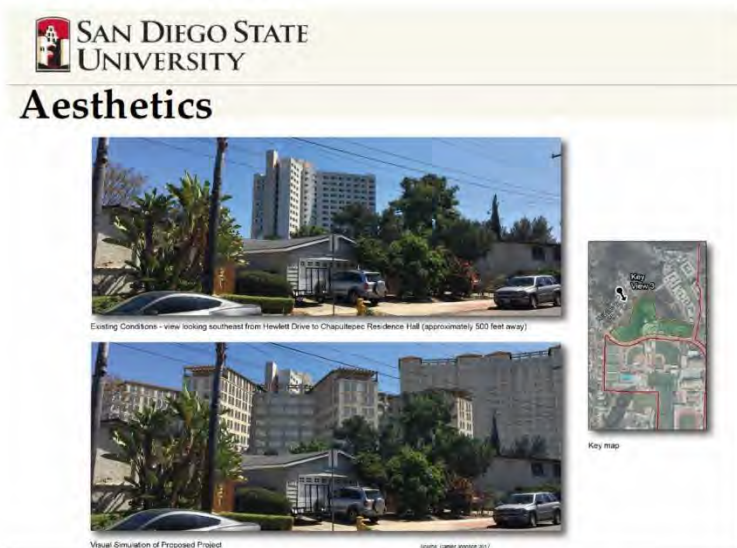 SAN DIEGO STATE
UNIVERSITY
Aesthetics
Existing Conditions - view looking southeast from Hewlett Drive to Chapultepec Residence Hall (approximately 500 feet away)
Key
View 3
Key map
Visual Simulation of Proposed Project